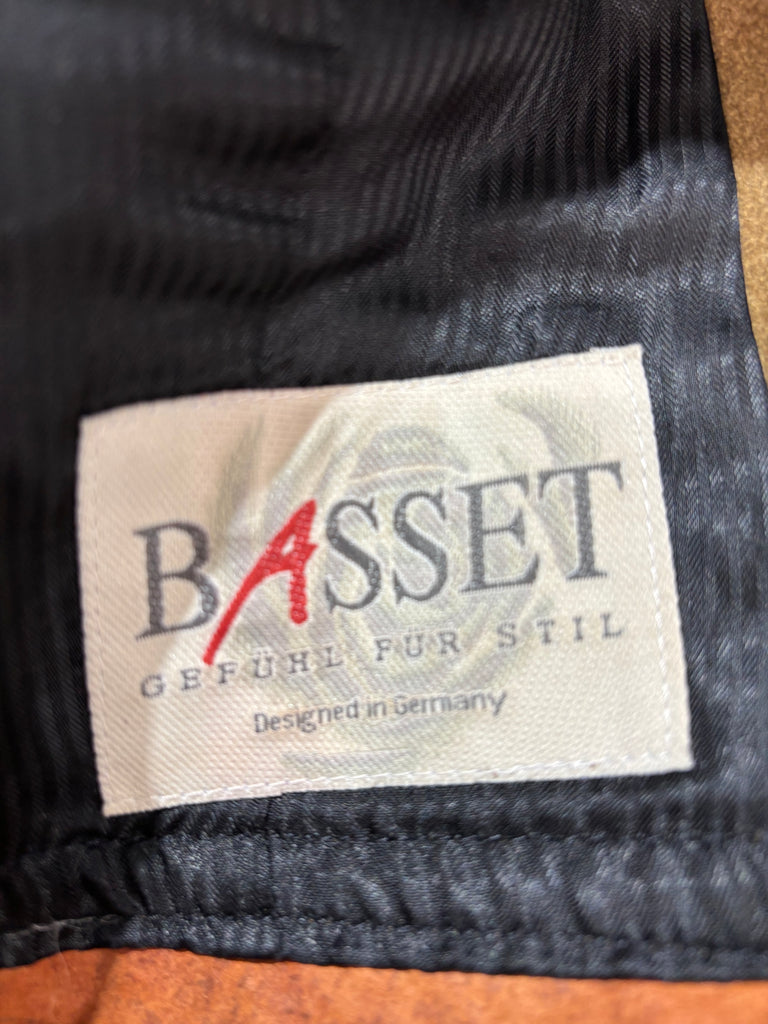 BASSET
GEFÜHL FÜR STIL
Designed in Germany